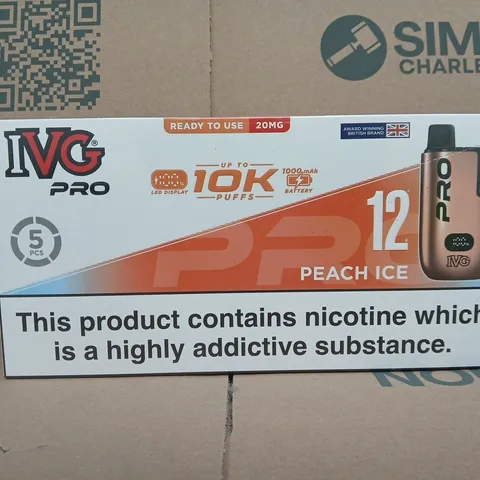 SIM
CHARLE
IVG®
PRO
READY TO USE 20MG
AWARD WINNING
BRITISH BRAND
UP TO
10K
PUFFS
LED DISPLAY
1000mAh
BATTERY
5
PCS
12
PEACH ICE
PRO
IVG
This product contains nicotine which
is a highly addictive substance.